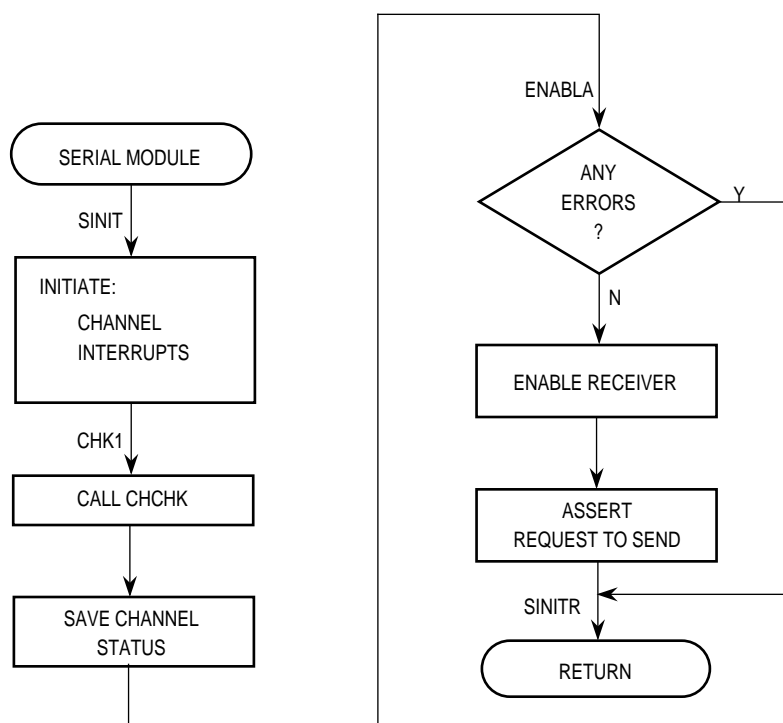 SERIAL MODULE
SINIT
INITIATE:
CHANNEL
INTERRUPTS
CHK1
CALL CHCHK
SAVE CHANNEL
STATUS
ENABLA
ANY
ERRORS
?
Y
N
ENABLE RECEIVER
ASSERT
REQUEST TO SEND
SINITR
RETURN